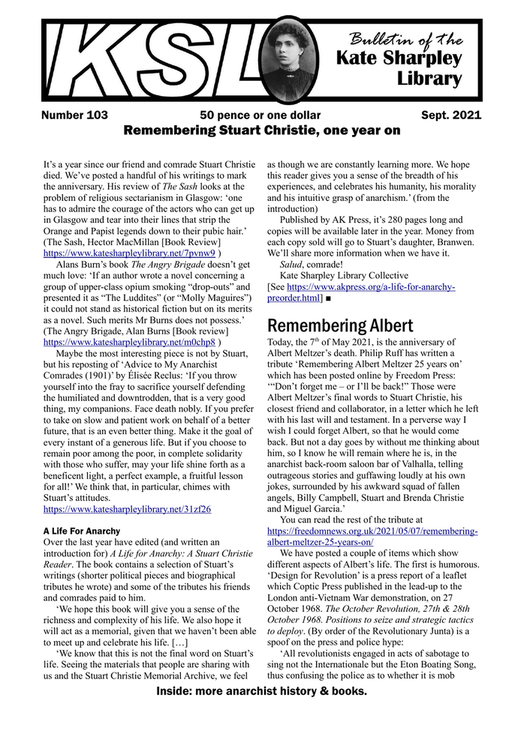 KSL
Bulletin of the
Kate Sharpley
Library
Number 103
50 pence or one dollar
Sept. 2021
Remembering Stuart Christie, one year on
It's a year since our friend and comrade Stuart Christie
died. We've posted a handful of his writings to mark
the anniversary. His review of The Sash looks at the
problem of religious sectarianism in Glasgow: 'one
has to admire the courage of the actors who can get up
in Glasgow and tear into their lines that strip the
Orange and Papist legends down to their pubic hair.'
(The Sash, Hector MacMillan [Book Review]
https://www.katesharpleylibrary.net/7pvnw9 )
Alans Burn's book The Angry Brigade doesn't get
much love: 'If an author wrote a novel concerning a
group of upper-class opium smoking "drop-outs" and
presented it as "The Luddites" (or "Molly Maguires")
it could not stand as historical fiction but on its merits
as a novel. Such merits Mr Burns does not possess.'
(The Angry Brigade, Alan Burns [Book review]
https://www.katesharpleylibrary.net/m0chp8 )
Maybe the most interesting piece is not by Stuart,
but his reposting of 'Advice to My Anarchist
Comrades (1901)' by Élisée Reclus: 'If you throw
yourself into the fray to sacrifice yourself defending
the humiliated and downtrodden, that is a very good
thing, my companions. Face death nobly. If you prefer
to take on slow and patient work on behalf of a better
future, that is an even better thing. Make it the goal of
every instant of a generous life. But if you choose to
remain poor among the poor, in complete solidarity
with those who suffer, may your life shine forth as a
beneficent light, a perfect example, a fruitful lesson
for all!' We think that, in particular, chimes with
Stuart's attitudes.
https://www.katesharpleylibrary.net/31zf26
A Life For Anarchy
Over the last year have edited (and written an
introduction for) A Life for Anarchy: A Stuart Christie
Reader. The book contains a selection of Stuart's
writings (shorter political pieces and biographical
tributes he wrote) and some of the tributes his friends
and comrades paid to him.
'We hope this book will give you a sense of the
richness and complexity of his life. We also hope it
will act as a memorial, given that we haven't been able
to meet up and celebrate his life. […]
'We know that this is not the final word on Stuart's
life. Seeing the materials that people are sharing with
us and the Stuart Christie Memorial Archive, we feel
as though we are constantly learning more. We hope
this reader gives you a sense of the breadth of his
experiences, and celebrates his humanity, his morality
and his intuitive grasp of anarchism.' (from the
introduction)
Published by AK Press, it's 280 pages long and
copies will be available later in the year. Money from
each copy sold will go to Stuart's daughter, Branwen.
We'll share more information when we have it.
Salud, comrade!
Kate Sharpley Library Collective
[See https://www.akpress.org/a-life-for-anarchy-
preorder.html] ■
Remembering Albert
Today, the 7th of May 2021, is the anniversary of
Albert Meltzer's death. Philip Ruff has written a
tribute 'Remembering Albert Meltzer 25 years on'
which has been posted online by Freedom Press:
'"Don't forget me – or I'll be back!" Those were
Albert Meltzer's final words to Stuart Christie, his
closest friend and collaborator, in a letter which he left
with his last will and testament. In a perverse way I
wish I could forget Albert, so that he would come
back. But not a day goes by without me thinking about
him, so I know he will remain where he is, in the
anarchist back-room saloon bar of Valhalla, telling
outrageous stories and guffawing loudly at his own
jokes, surrounded by his awkward squad of fallen
angels, Billy Campbell, Stuart and Brenda Christie
and Miguel Garcia.'
You can read the rest of the tribute at
https://freedomnews.org.uk/2021/05/07/remembering-
albert-meltzer-25-years-on/
We have posted a couple of items which show
different aspects of Albert's life. The first is humorous.
'Design for Revolution' is a press report of a leaflet
which Coptic Press published in the lead-up to the
London anti-Vietnam War demonstration, on 27
October 1968. The October Revolution, 27th & 28th
October 1968. Positions to seize and strategic tactics
to deploy. (By order of the Revolutionary Junta) is a
spoof on the press and police hype:
'All revolutionists engaged in acts of sabotage to
sing not the Internationale but the Eton Boating Song,
thus confusing the police as to whether it is mob
Inside: more anarchist history & books.